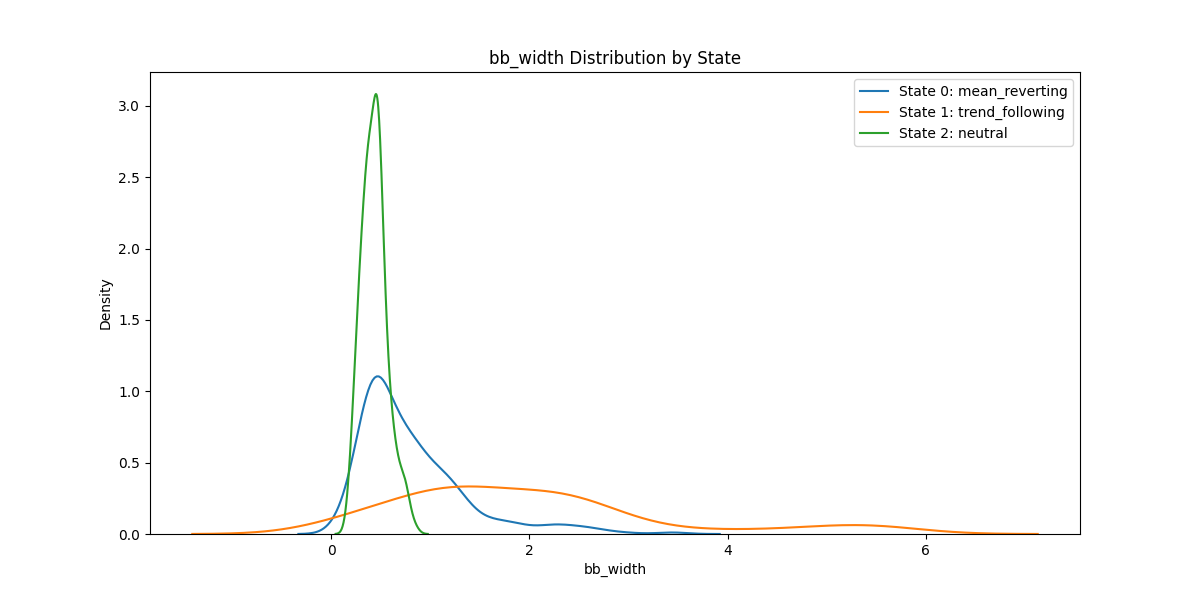 bb_width Distribution by State
State 0: mean_reverting
State 1: trend_following
State 2: neutral
3.0
2.5
2.0
1.5
1.0
0.5
0.0
Density
0 2 4 6
bb_width